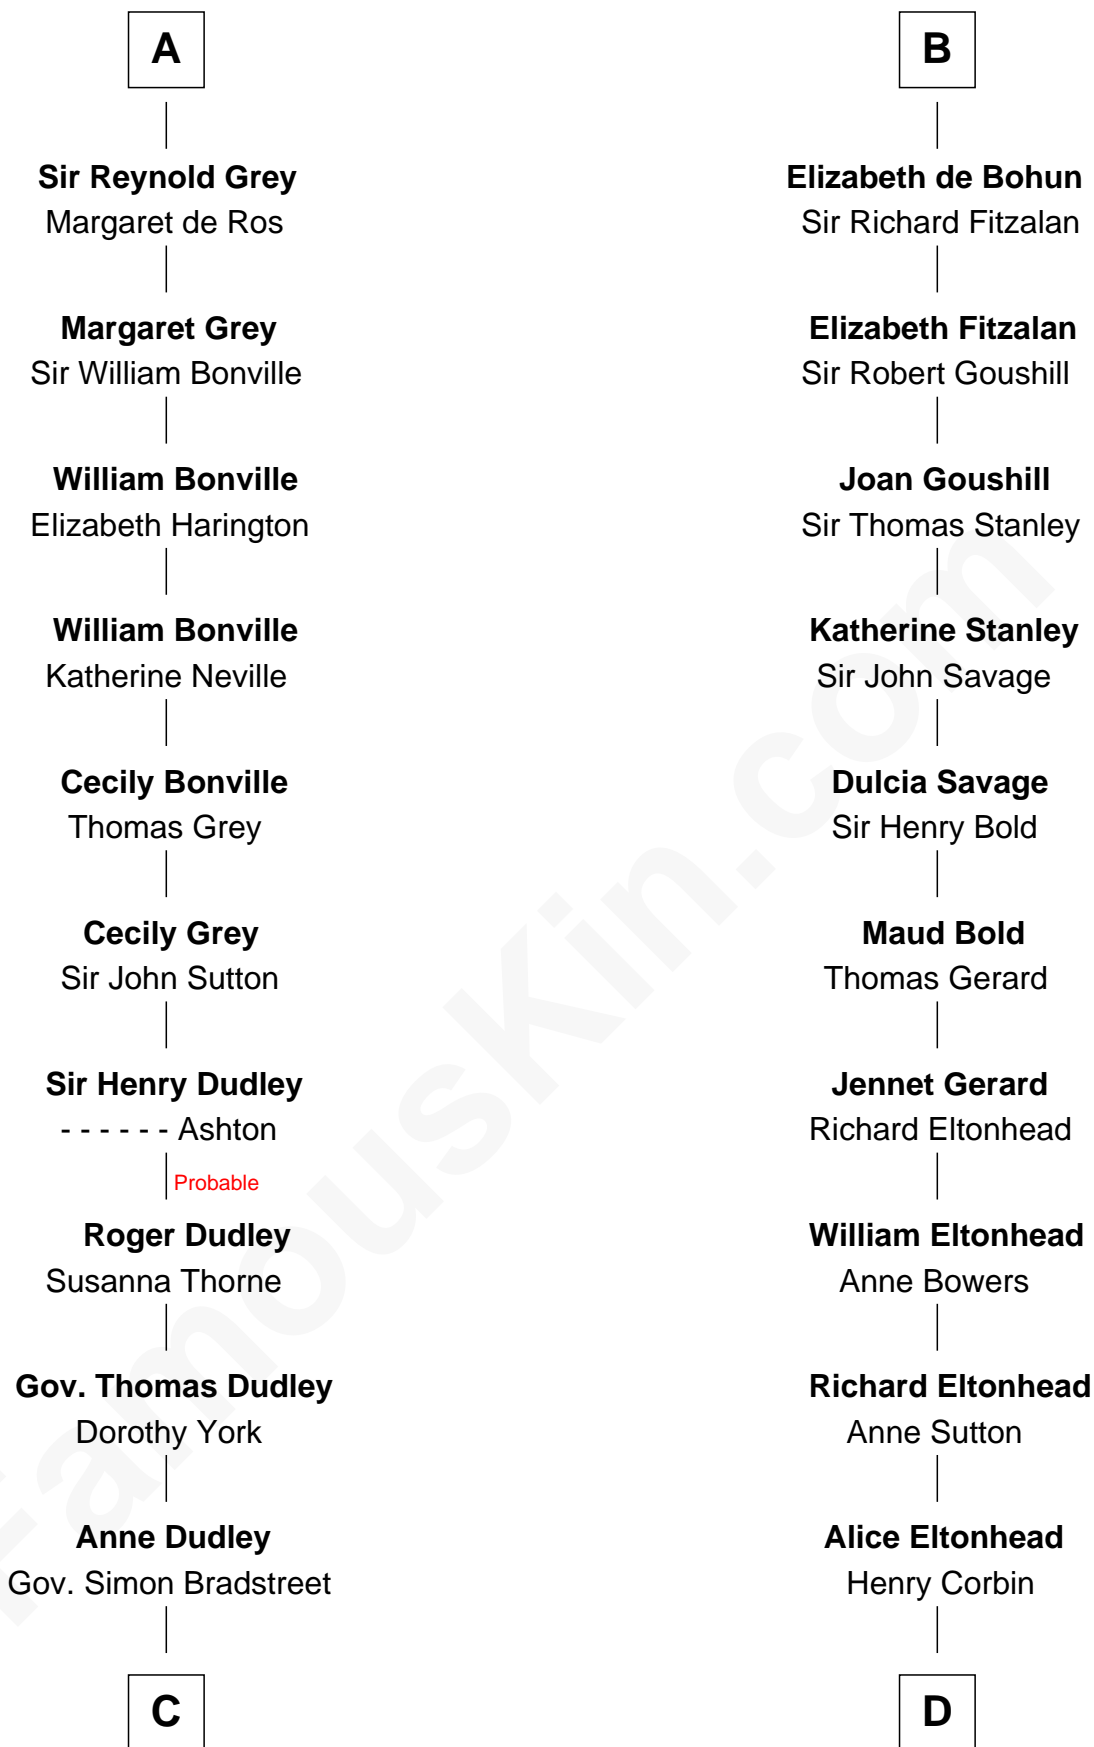 A
Sir Reynold Grey
Margaret de Ros
Margaret Grey
Sir William Bonville
William Bonville
Elizabeth Harington
William Bonville
Katherine Neville
Cecily Bonville
Thomas Grey
Cecily Grey
Sir John Sutton
Sir Henry Dudley
- - - - - - Ashton
Probable
Roger Dudley
Susanna Thorne
Gov. Thomas Dudley
Dorothy York
Anne Dudley
Gov. Simon Bradstreet
C
B
Elizabeth de Bohun
Sir Richard Fitzalan
Elizabeth Fitzalan
Sir Robert Goushill
Joan Goushill
Sir Thomas Stanley
Katherine Stanley
Sir John Savage
Dulcia Savage
Sir Henry Bold
Maud Bold
Thomas Gerard
Jennet Gerard
Richard Eltonhead
William Eltonhead
Anne Bowers
Richard Eltonhead
Anne Sutton
Alice Eltonhead
Henry Corbin
D
FamousKin.com